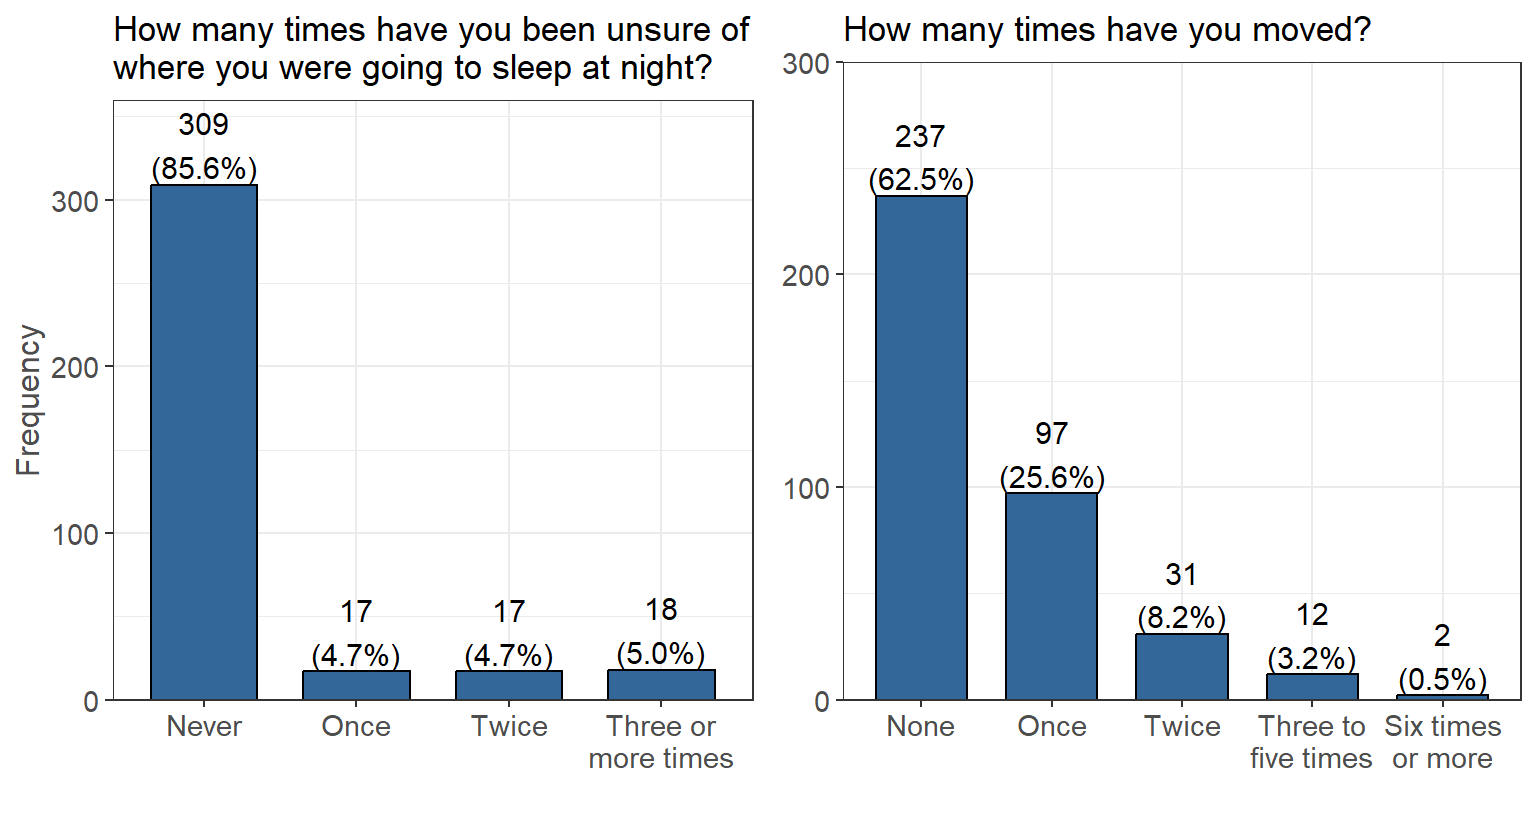 How many times have you been unsure of
where you were going to sleep at night?
Frequency
300
200
100
0
309
(85.6%)
17
(4.7%)
17
(4.7%)
18
(5.0%)
Never
Once
Twice
Three or
more times
How many times have you moved?
300
200
100
0
237
(62.5%)
97
(25.6%)
31
(8.2%)
12
(3.2%)
2
(0.5%)
None
Once
Twice
Three to
five times
Six times
or more